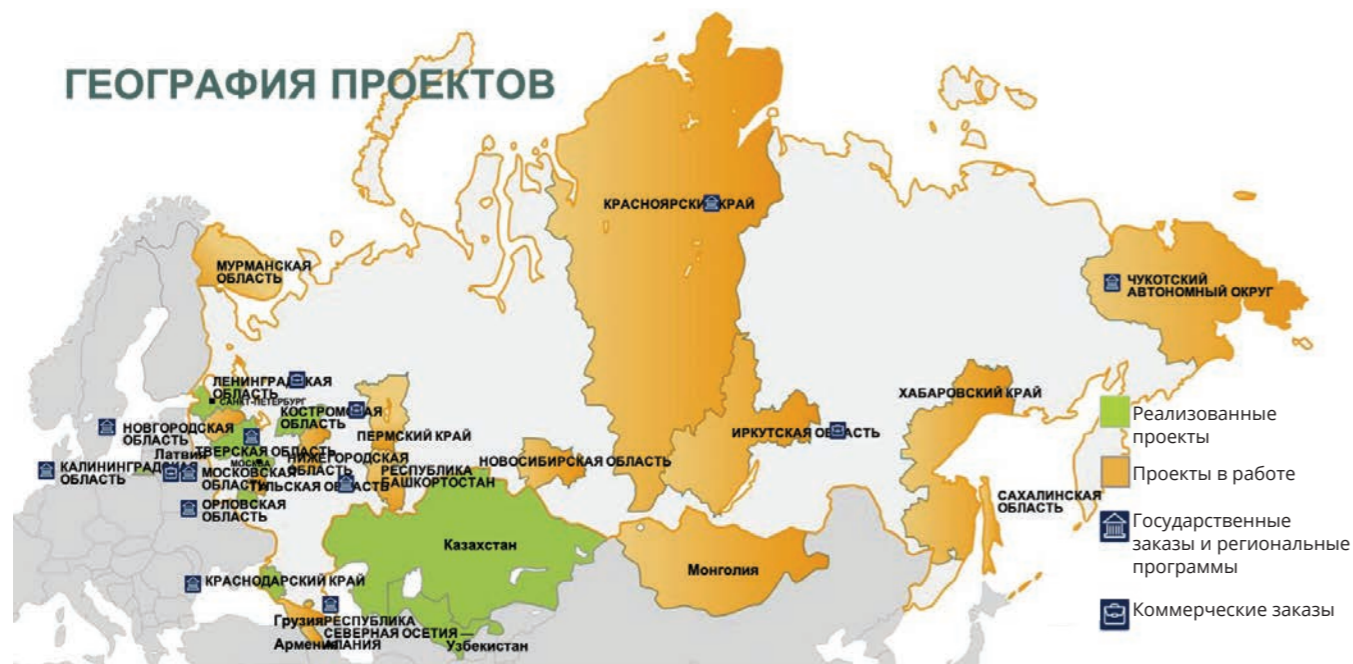 ГЕОГРАФИЯ ПРОЕКТОВ
КРАСНОЯРСКИЙ КРАЙ
МУРМАНСКАЯ
ОБЛАСТЬ
ЧУКОТСКИЙ
АВТОНОМНЫЙ ОКРУГ
ЛЕНИНГРАДСКАЯ
ОБЛАСТЬ
САНКТ-ПЕТЕРБУРГ
ХАБАРОВСКИЙ КРАЙ
КОСТРОМСКАЯ
ОБЛАСТЬ
НОВГОРОДСКАЯ
ОБЛАСТЬ
ПЕРМСКИЙ КРАЙ
ИРКУТСКАЯ ОБЛАСТЬ
ТВЕРСКАЯ ОБЛАСТЬ
Латвия
МОСКВА
НИЖЕГОРОДСКАЯ
ОБЛАСТЬ
НОВОСИБИРСКАЯ ОБЛАСТЬ
КАЛИНИНГРАДСКАЯ
ОБЛАСТЬ
МОСКОВСКАЯ
ОБЛАСТЬ
РЕСПУБЛИКА
БАШКОРТОСТАН
ТУЛЬСКАЯ ОБЛАСТЬ
ОРЛОВСКАЯ
ОБЛАСТЬ
САХАЛИНСКАЯ
ОБЛАСТЬ
Казахстан
Монголия
КРАСНОДАРСКИЙ КРАЙ
Грузия
РЕСПУБЛИКА
СЕВЕРНАЯ ОСЕТИЯ —
АЛАНИЯ
Армения
Узбекистан
Реализованные
проекты
Проекты в работе
Государственные
заказы и региональные
программы
Коммерческие заказы